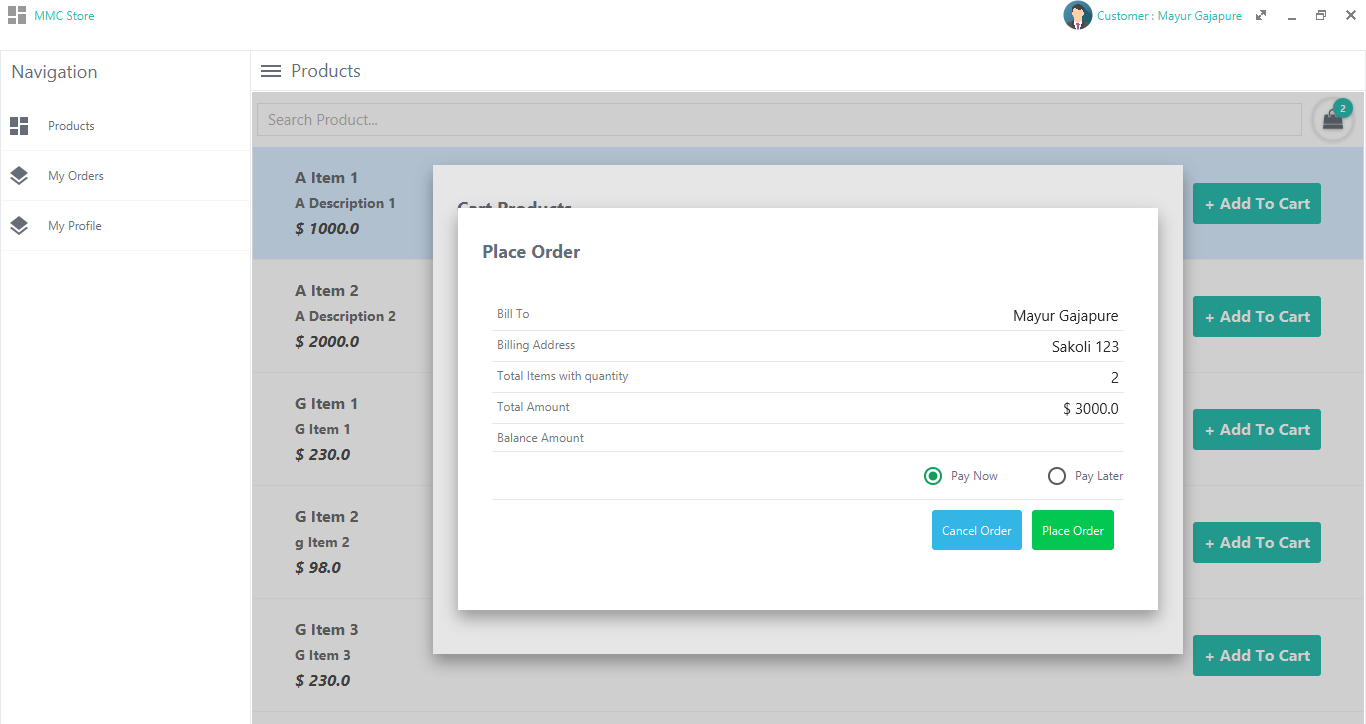 MMC Store
Customer : Mayur Gajapure
Navigation
Products
My Orders
My Profile
Products
Search Product...
2
A Item 1
A Description 1
$ 1000.0
+ Add To Cart
A Item 2
A Description 2
$ 2000.0
+ Add To Cart
G Item 1
G Item 1
$ 230.0
+ Add To Cart
G Item 2
g Item 2
$ 98.0
+ Add To Cart
G Item 3
G Item 3
$ 230.0
+ Add To Cart
Cart Products
Place Order
Bill To Mayur Gajapure
Billing Address Sakoli 123
Total Items with quantity 2
Total Amount $ 3000.0
Balance Amount
Pay Now Pay Later
Cancel Order Place Order